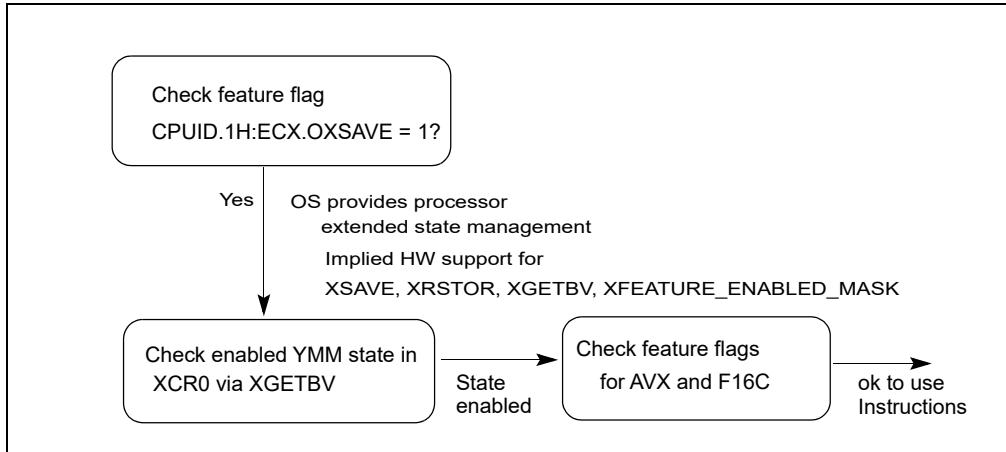 Check feature flag
CPUID.1H:ECX.OXSAVE = 1?
Yes
OS provides processor
extended state management
Implied HW support for
XSAVE, XRSTOR, XGETBV, XFEATURE_ENABLED_MASK
Check enabled YMM state in
XCR0 via XGETBV
State
enabled
Check feature flags
for AVX and F16C
ok to use
Instructions